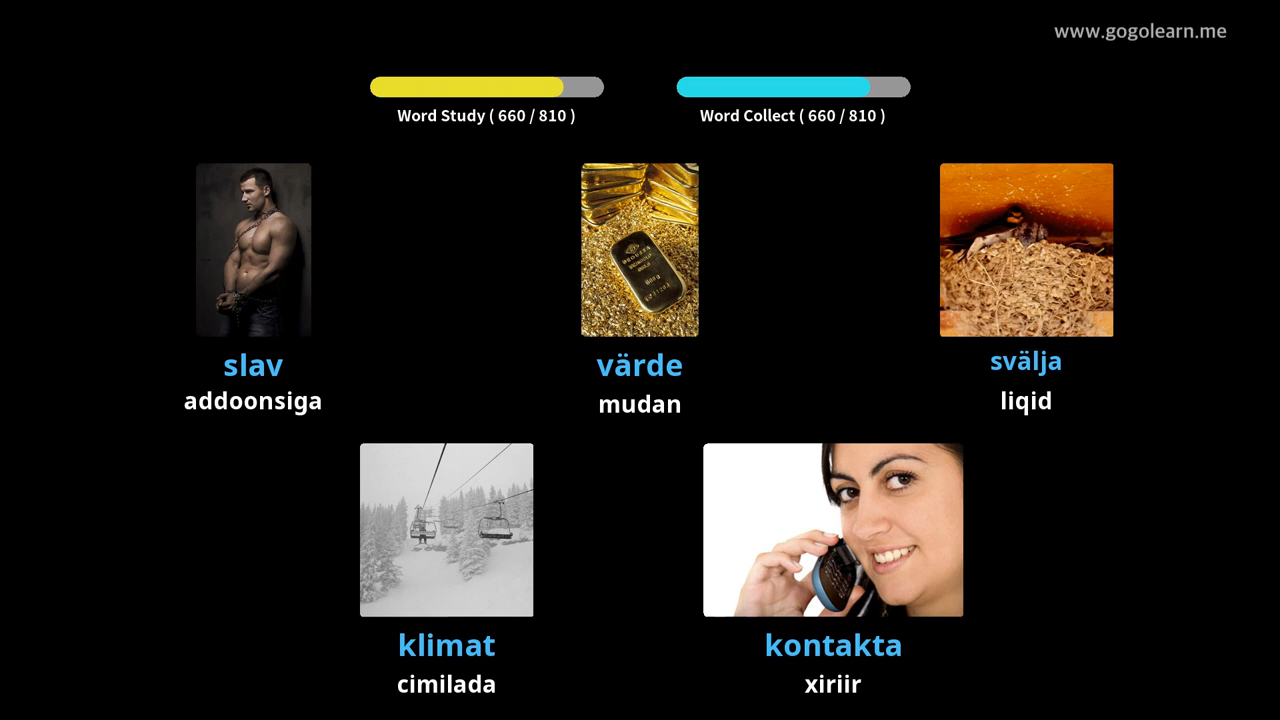 www.gogolearn.me
Word Study ( 660 / 810 )
Word Collect ( 660 / 810 )
slav
addoonsiga
värde
mudan
svälja
liqid
klimat
cimilada
kontakta
xiriir